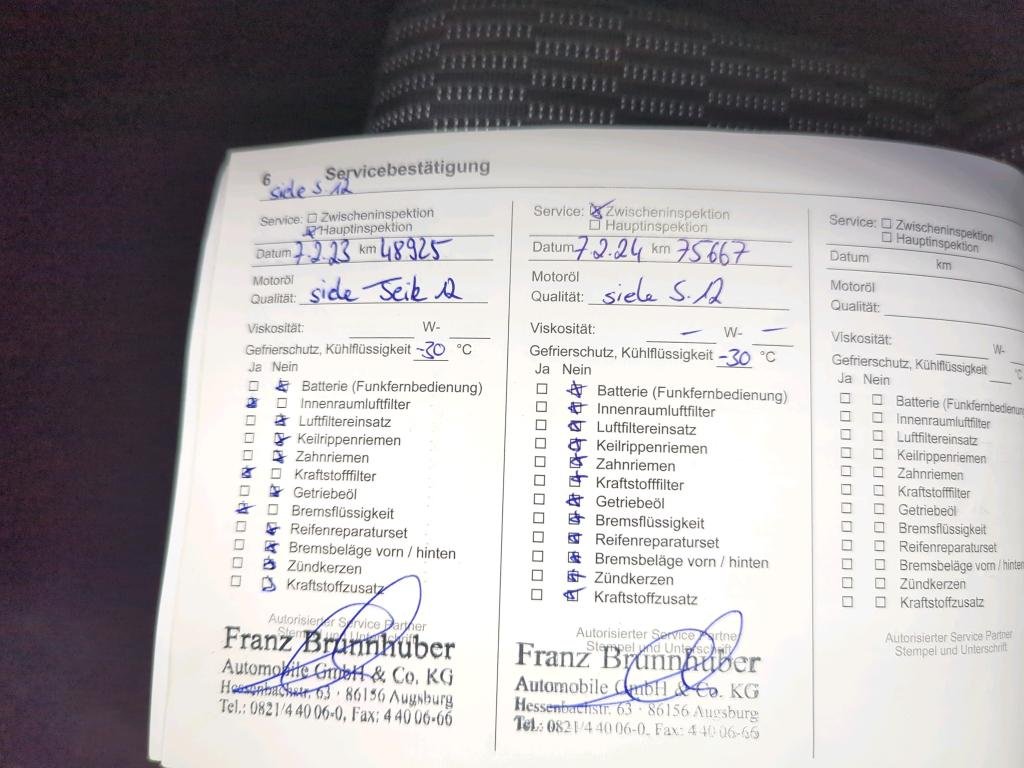 6 Servicebestätigung
siehe S. 12
Service: ☐ Zwischeninspektion
☒ Hauptinspektion
Datum 7.2.23 km 48925
Motoröl
Qualität: siehe Seite 12
Viskosität: W-
Gefrierschutz, Kühlflüssigkeit -30 °C
Ja Nein
☐ ☒ Batterie (Funkfernbedienung)
☒ ☐ Innenraumluftfilter
☐ ☒ Luftfiltereinsatz
☐ ☒ Keilrippenriemen
☐ ☒ Zahnriemen
☒ ☐ Kraftstofffilter
☐ ☒ Getriebeöl
☒ ☐ Bremsflüssigkeit
☐ ☒ Reifenreparaturset
☐ ☒ Bremsbeläge vorn / hinten
☐ ☒ Zündkerzen
☐ ☒ Kraftstoffzusatz
Autorisierter Service Partner
Stempel und Unterschrift
Franz Brunnhuber
Automobile GmbH & Co. KG
Hessenbachstr. 63 · 86156 Augsburg
Tel.: 0821/4 40 06-0, Fax: 4 40 06-66
Service: ☒ Zwischeninspektion
☐ Hauptinspektion
Datum 7.2.24 km 75667
Motoröl
Qualität: siehe S. 12
Viskosität: — W- —
Gefrierschutz, Kühlflüssigkeit -30 °C
Ja Nein
☐ ☒ Batterie (Funkfernbedienung)
☐ ☒ Innenraumluftfilter
☐ ☒ Luftfiltereinsatz
☐ ☒ Keilrippenriemen
☐ ☒ Zahnriemen
☐ ☒ Kraftstofffilter
☐ ☒ Getriebeöl
☐ ☒ Bremsflüssigkeit
☐ ☒ Reifenreparaturset
☐ ☒ Bremsbeläge vorn / hinten
☐ ☒ Zündkerzen
☐ ☒ Kraftstoffzusatz
Autorisierter Service Partner
Stempel und Unterschrift
Franz Brunnhuber
Automobile GmbH & Co. KG
Hessenbachstr. 63 · 86156 Augsburg
Tel.: 0821/4 40 06-0, Fax: 4 40 06-66
Service: ☐ Zwischeninspektion
☐ Hauptinspektion
Datum km
Motoröl
Qualität:
Viskosität: W-
Gefrierschutz, Kühlflüssigkeit °C
Ja Nein
☐ ☐ Batterie (Funkfernbedienun
☐ ☐ Innenraumluftfilter
☐ ☐ Luftfiltereinsatz
☐ ☐ Keilrippenriemen
☐ ☐ Zahnriemen
☐ ☐ Kraftstofffilter
☐ ☐ Getriebeöl
☐ ☐ Bremsflüssigkeit
☐ ☐ Reifenreparaturset
☐ ☐ Bremsbeläge vorn / hinten
☐ ☐ Zündkerzen
☐ ☐ Kraftstoffzusatz
Autorisierter Service Partner
Stempel und Unterschrift